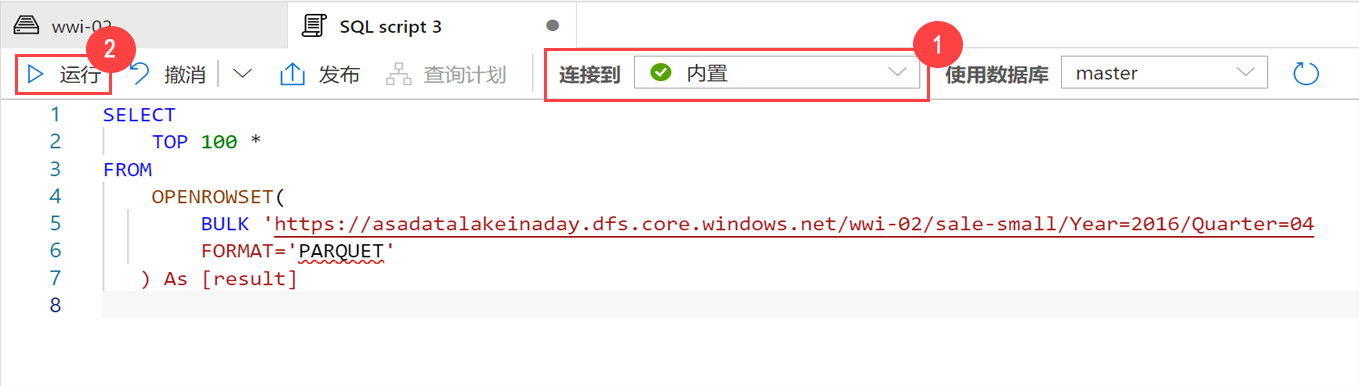 wwi-02
SQL script 3
2
1
运行
撤消
发布
查询计划
连接到
内置
使用数据库
master
1 SELECT
2 TOP 100 *
3 FROM
4 OPENROWSET(
5 BULK 'https://asadatalakeinaday.dfs.core.windows.net/wwi-02/sale-small/Year=2016/Quarter=04
6 FORMAT='PARQUET'
7 ) As [result]
8